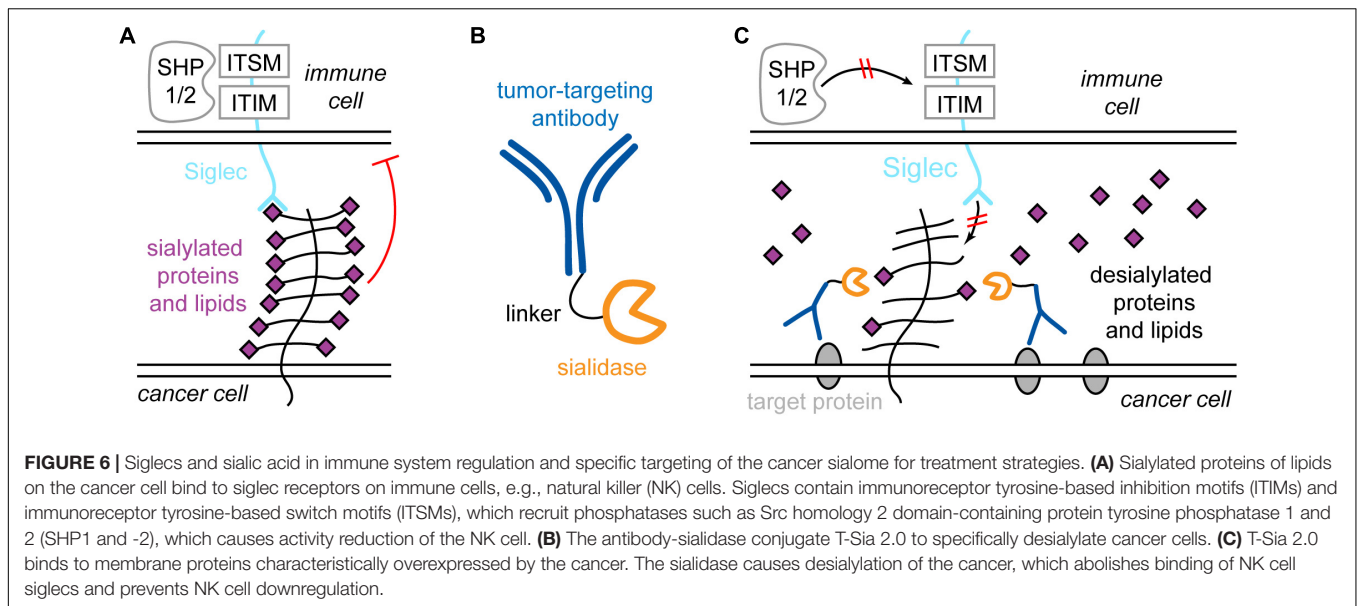 A
SHP
1/2
ITSM
ITIM
immune
cell
Siglec
sialylated
proteins
and lipids
cancer cell
B
tumor-targeting
antibody
linker
sialidase
C
SHP
1/2
ITSM
ITIM
immune
cell
Siglec
desialylated
proteins
and lipids
target protein
cancer cell
FIGURE 6 | Siglecs and sialic acid in immune system regulation and specific targeting of the cancer sialome for treatment strategies. (A) Sialylated proteins of lipids
on the cancer cell bind to siglec receptors on immune cells, e.g., natural killer (NK) cells. Siglecs contain immunoreceptor tyrosine-based inhibition motifs (ITIMs) and
immunoreceptor tyrosine-based switch motifs (ITSMs), which recruit phosphatases such as Src homology 2 domain-containing protein tyrosine phosphatase 1 and
2 (SHP1 and -2), which causes activity reduction of the NK cell. (B) The antibody-sialidase conjugate T-Sia 2.0 to specifically desialylate cancer cells. (C) T-Sia 2.0
binds to membrane proteins characteristically overexpressed by the cancer. The sialidase causes desialylation of the cancer, which abolishes binding of NK cell
siglecs and prevents NK cell downregulation.